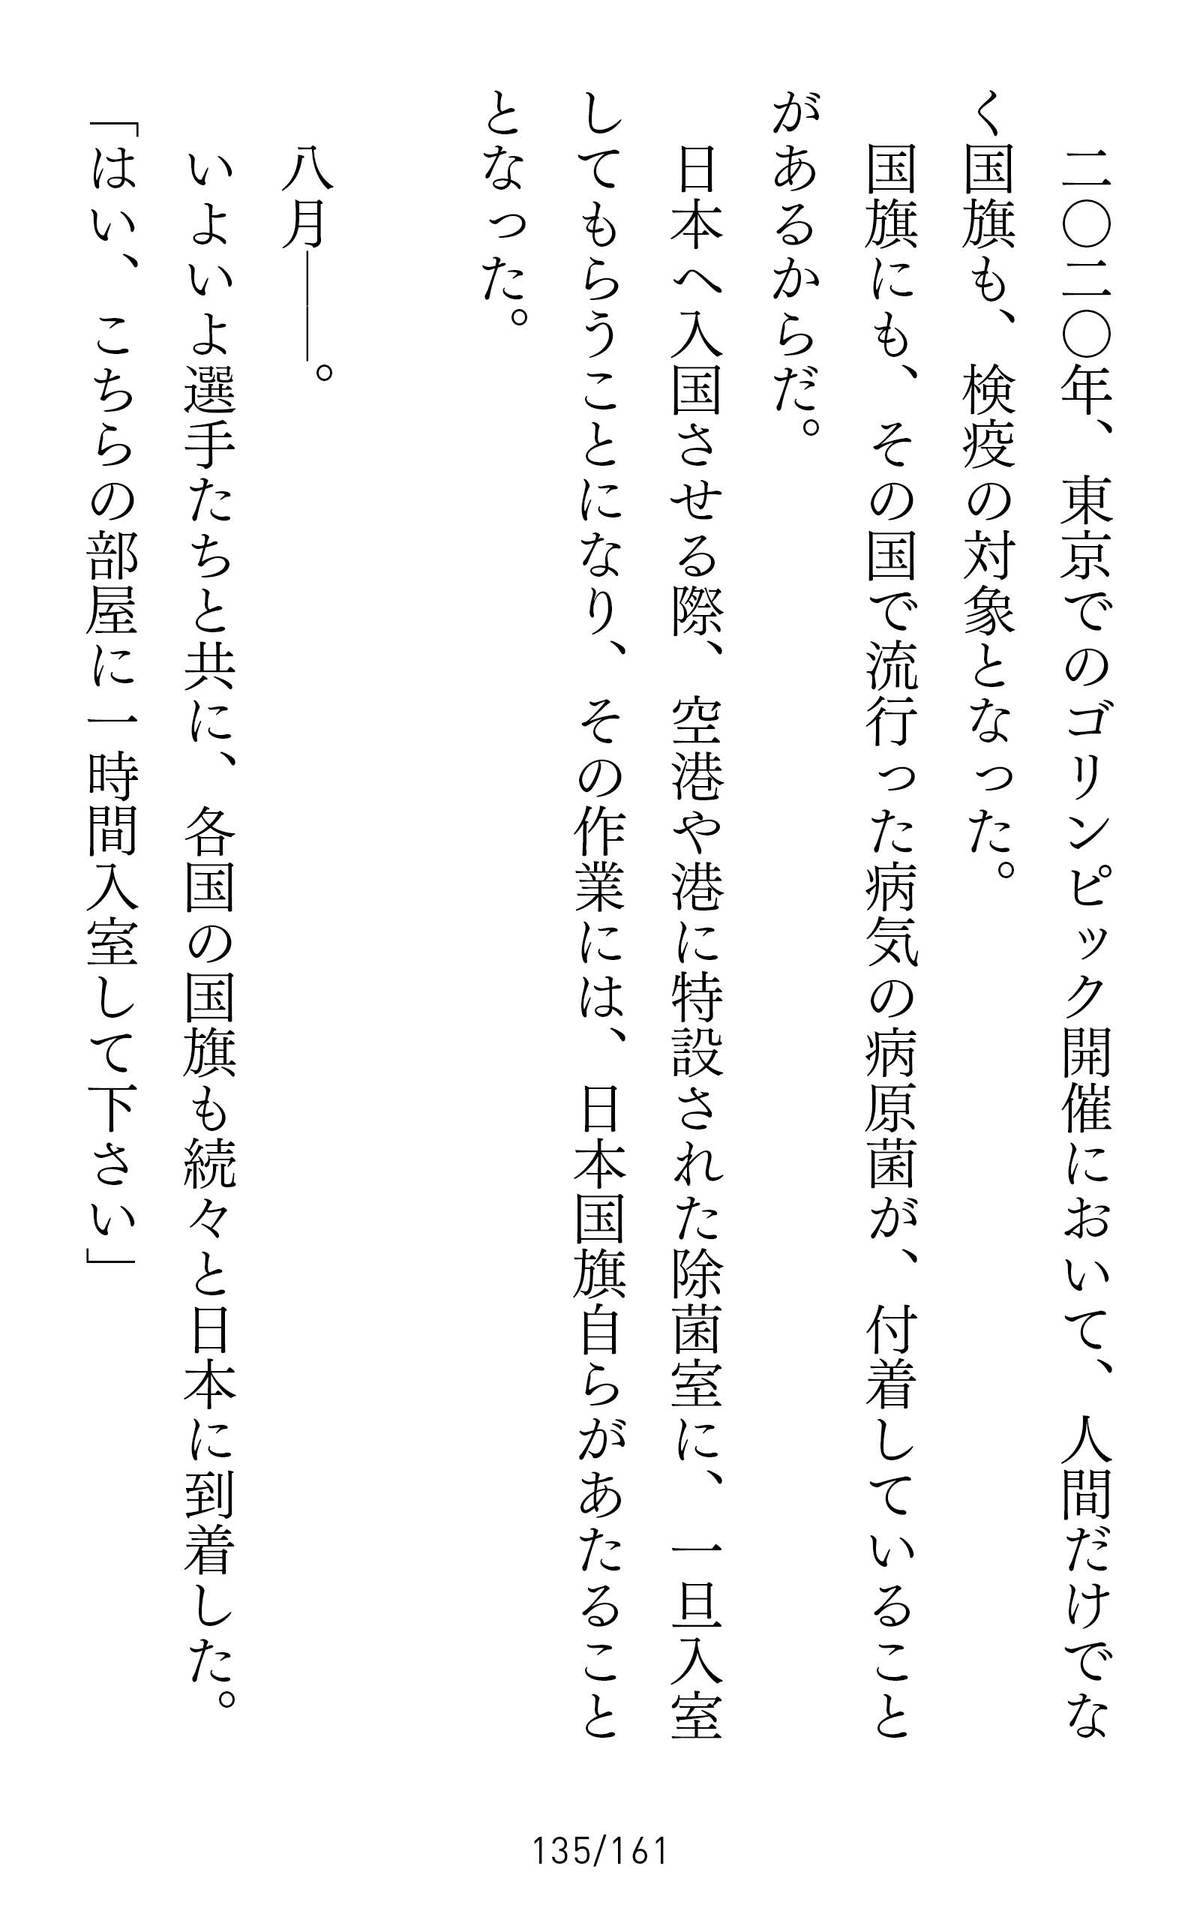 二〇二〇年、東京でのゴリンピック開催において、人間だけでな
く国旗も、検疫の対象となった。
　国旗にも、その国で流行った病気の病原菌が、付着していること
があるからだ。
　日本へ入国させる際、空港や港に特設された除菌室に、一旦入室
してもらうことになり、その作業には、日本国旗自らがあたること
となった。
　八月――。
　いよいよ選手たちと共に、各国の国旗も続々と日本に到着した。
「はい、こちらの部屋に一時間入室して下さい」
135/161